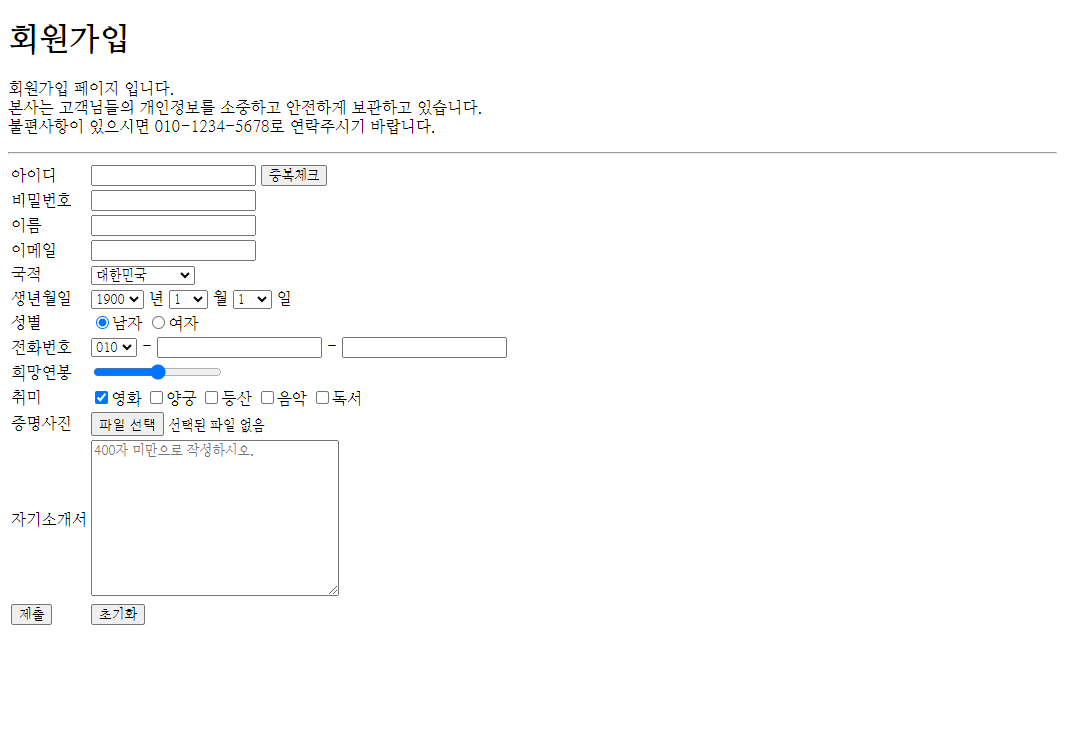 회원가입
회원가입 페이지 입니다.
본사는 고객님들의 개인정보를 소중하고 안전하게 보관하고 있습니다.
불편사항이 있으시면 010-1234-5678로 연락주시기 바랍니다.
아이디 중복체크
비밀번호
이름
이메일
국적 대한민국
생년월일 1900 년 1 월 1 일
성별 남자 여자
전화번호 010 - -
희망연봉
취미 영화 양궁 등산 음악 독서
증명사진 파일 선택 선택된 파일 없음
400자 미만으로 작성하시오.
자기소개서
제출 초기화